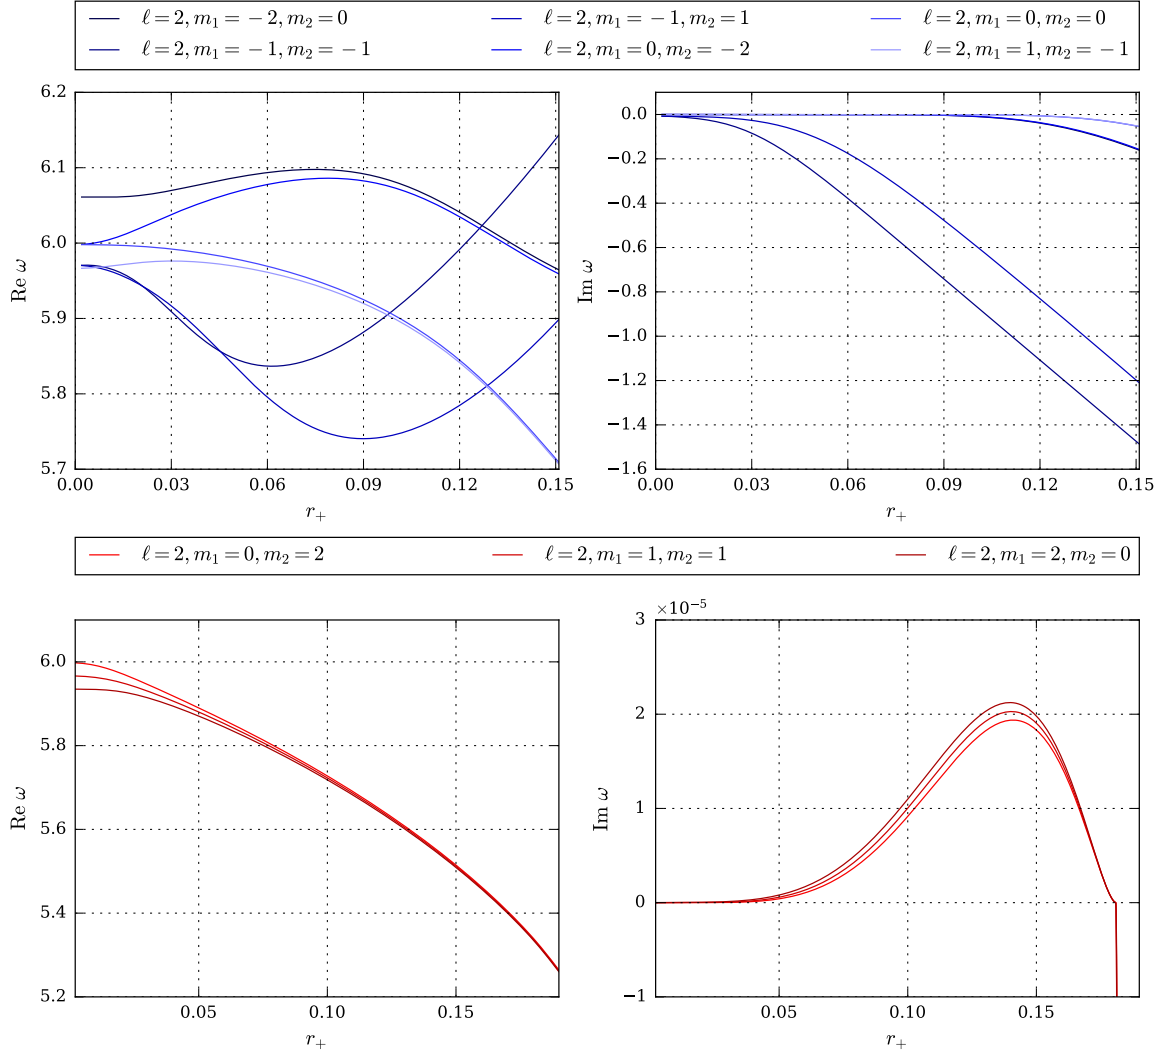 ℓ=2, m₁=−2, m₂=0 ℓ=2, m₁=−1, m₂=1 ℓ=2, m₁=0, m₂=0
ℓ=2, m₁=−1, m₂=−1 ℓ=2, m₁=0, m₂=−2 ℓ=2, m₁=1, m₂=−1
6.2
6.1
6.0
5.9
5.8
5.7
Re ω
0.00 0.03 0.06 0.09 0.12 0.15
r₊
0.0
−0.2
−0.4
−0.6
−0.8
−1.0
−1.2
−1.4
−1.6
Im ω
0.00 0.03 0.06 0.09 0.12 0.15
r₊
ℓ=2, m₁=0, m₂=2 ℓ=2, m₁=1, m₂=1 ℓ=2, m₁=2, m₂=0
6.0
5.8
5.6
5.4
5.2
Re ω
0.05 0.10 0.15
r₊
×10⁻⁵
3
2
1
0
−1
Im ω
0.05 0.10 0.15
r₊